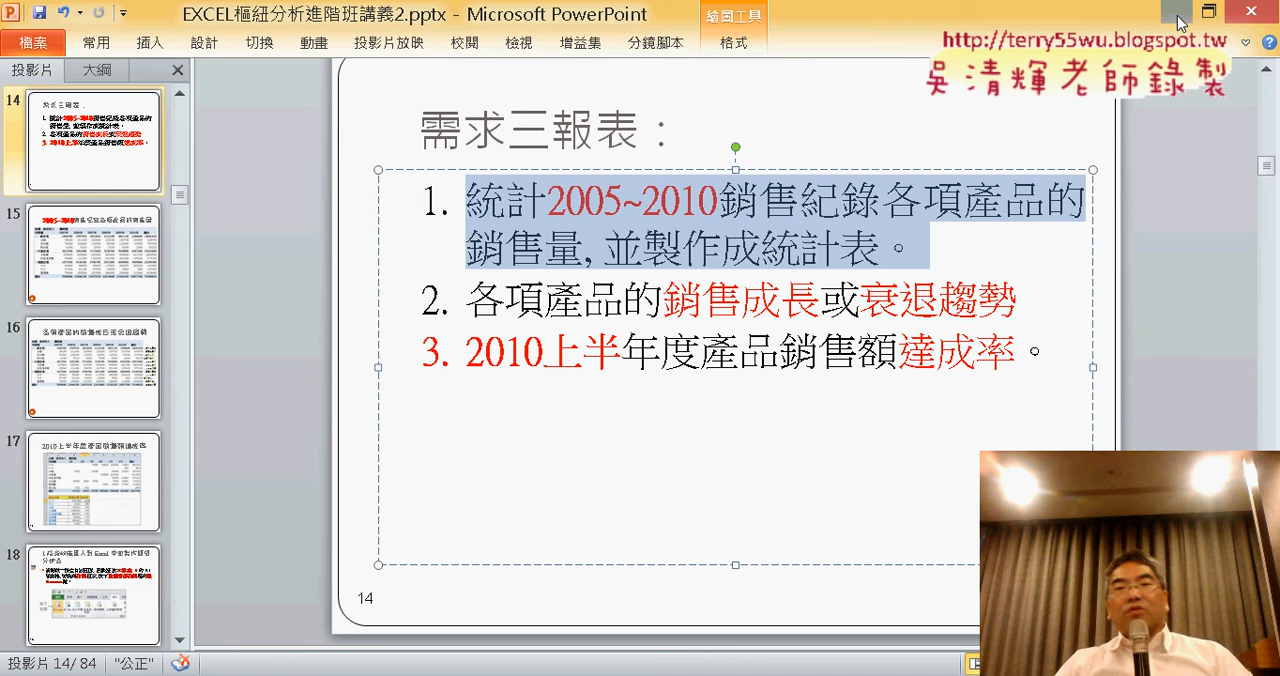 EXCEL樞紐分析進階班講義2.pptx - Microsoft PowerPoint
繪圖工具
檔案 常用 插入 設計 切換 動畫 投影片放映 校閱 檢視 增益集 分鏡腳本 格式
http://terry55wu.blogspot.tw
吳清輝老師錄製
投影片 大綱
14
15
16
17
18
需求三報表：
1. 統計2005~2010銷售紀錄各項產品的
銷售量, 並製作成統計表。
2. 各項產品的銷售成長或衰退趨勢
3. 2010上半年度產品銷售額達成率。
14
投影片 14/84 "公正"